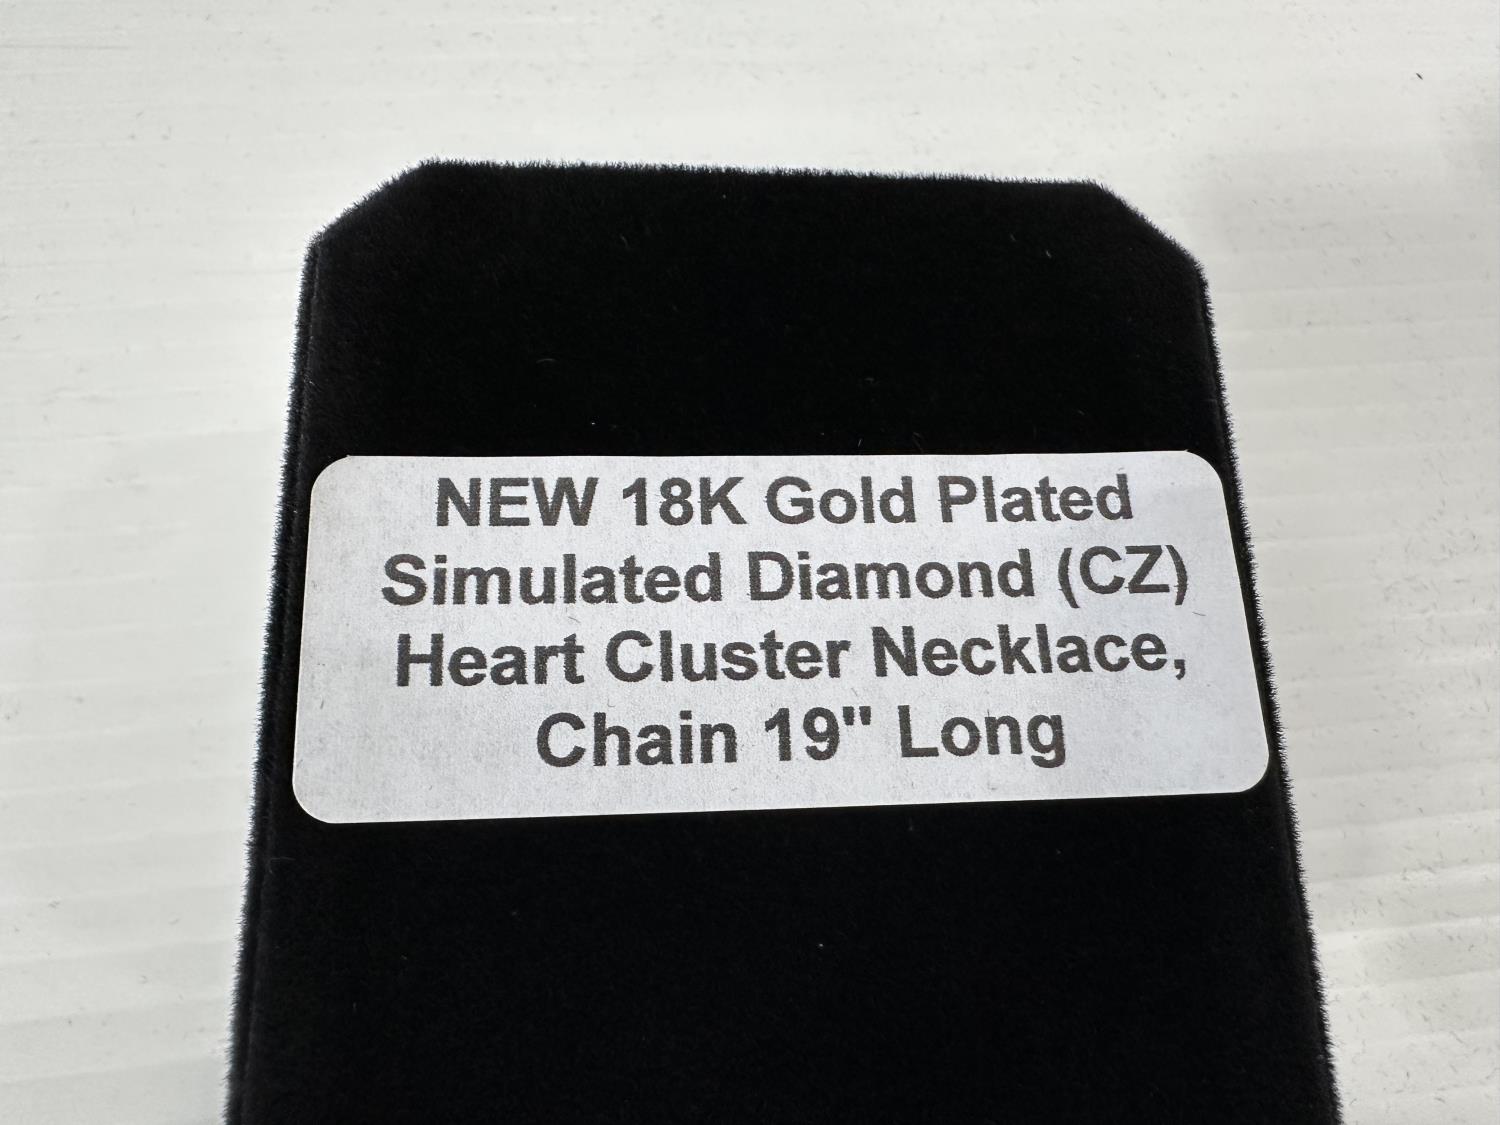 NEW 18K Gold Plated
Simulated Diamond (CZ)
Heart Cluster Necklace,
Chain 19" Long